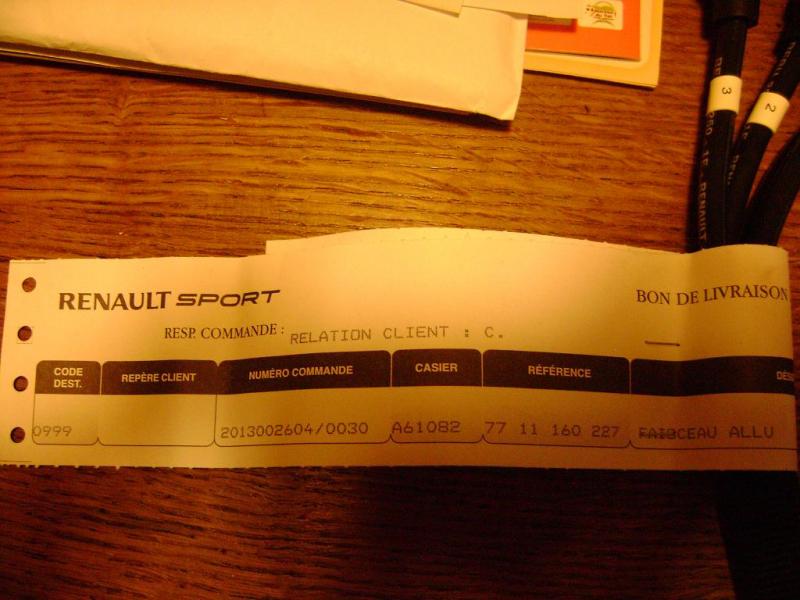 3
2
RENAULT SPORT
BON DE LIVRAISON
RESP. COMMANDE : RELATION CLIENT : C.
CODE DEST. REPÈRE CLIENT NUMÉRO COMMANDE CASIER RÉFÉRENCE
0999 2013002604/0030 A61082 77 11 160 227 FAISCEAU ALLU